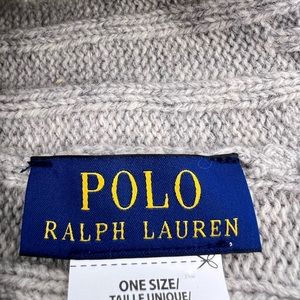 POLO
RALPH LAUREN
ONE SIZE/
TAILLE UNIQUE/